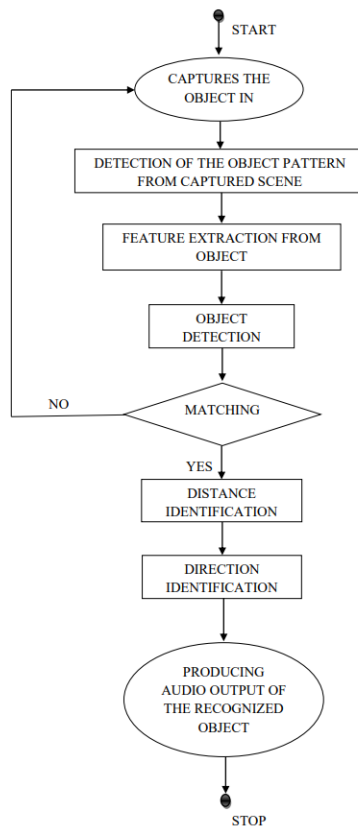 START
CAPTURES THE
OBJECT IN
DETECTION OF THE OBJECT PATTERN
FROM CAPTURED SCENE
FEATURE EXTRACTION FROM
OBJECT
OBJECT
DETECTION
NO
MATCHING
YES
DISTANCE
IDENTIFICATION
DIRECTION
IDENTIFICATION
PRODUCING
AUDIO OUTPUT OF
THE RECOGNIZED
OBJECT
STOP